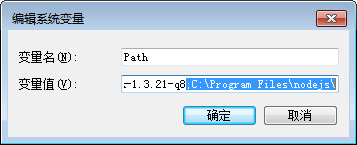 编辑系统变量
变量名(N):
Path
变量值(V):
-1.3.21-q8;C:\Program Files\nodejs\
确定
取消